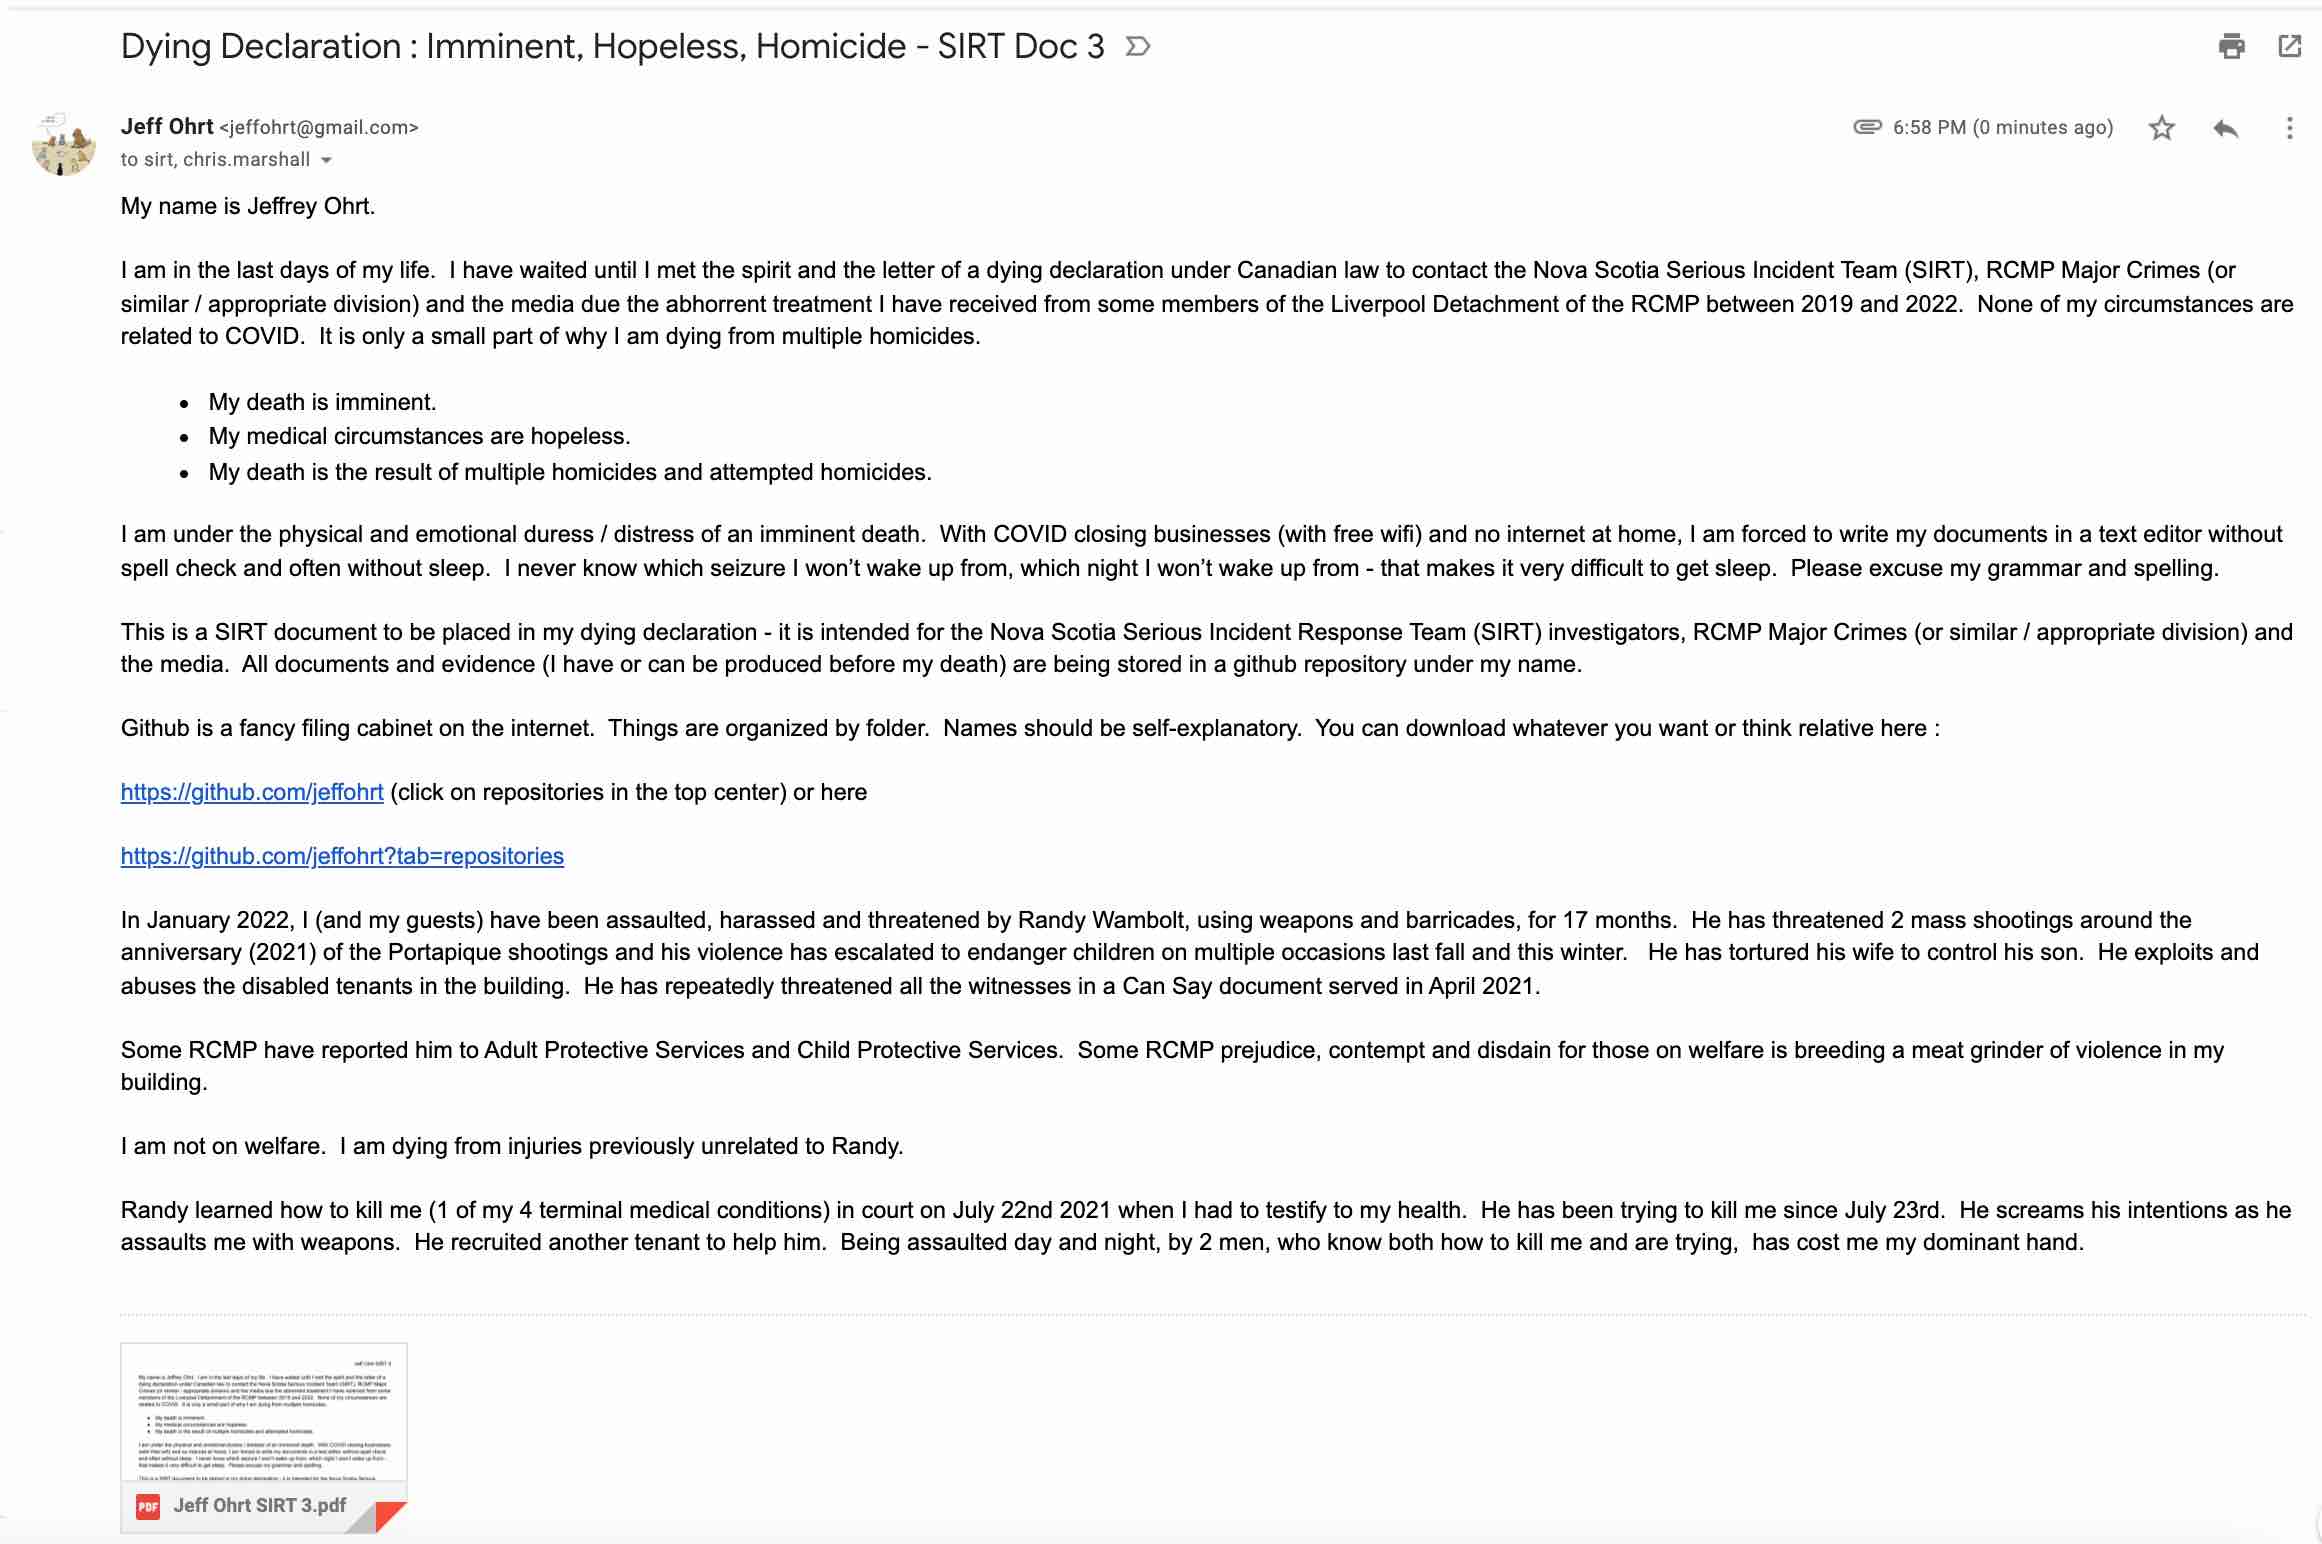 Dying Declaration : Imminent, Hopeless, Homicide - SIRT Doc 3
Jeff Ohrt <jeffohrt@gmail.com>
6:58 PM (0 minutes ago)
to sirt, chris.marshall
My name is Jeffrey Ohrt.
I am in the last days of my life.  I have waited until I met the spirit and the letter of a dying declaration under Canadian law to contact the Nova Scotia Serious Incident Team (SIRT), RCMP Major Crimes (or
similar / appropriate division) and the media due the abhorrent treatment I have received from some members of the Liverpool Detachment of the RCMP between 2019 and 2022.  None of my circumstances are
related to COVID.  It is only a small part of why I am dying from multiple homicides.
• My death is imminent.
• My medical circumstances are hopeless.
• My death is the result of multiple homicides and attempted homicides.
I am under the physical and emotional duress / distress of an imminent death.  With COVID closing businesses (with free wifi) and no internet at home, I am forced to write my documents in a text editor without
spell check and often without sleep.  I never know which seizure I won’t wake up from, which night I won’t wake up from - that makes it very difficult to get sleep.  Please excuse my grammar and spelling.
This is a SIRT document to be placed in my dying declaration - it is intended for the Nova Scotia Serious Incident Response Team (SIRT) investigators, RCMP Major Crimes (or similar / appropriate division) and
the media.  All documents and evidence (I have or can be produced before my death) are being stored in a github repository under my name.
Github is a fancy filing cabinet on the internet.  Things are organized by folder.  Names should be self-explanatory.  You can download whatever you want or think relative here :
https://github.com/jeffohrt (click on repositories in the top center) or here
https://github.com/jeffohrt?tab=repositories
In January 2022, I (and my guests) have been assaulted, harassed and threatened by Randy Wambolt, using weapons and barricades, for 17 months.  He has threatened 2 mass shootings around the
anniversary (2021) of the Portapique shootings and his violence has escalated to endanger children on multiple occasions last fall and this winter.   He has tortured his wife to control his son.  He exploits and
abuses the disabled tenants in the building.  He has repeatedly threatened all the witnesses in a Can Say document served in April 2021.
Some RCMP have reported him to Adult Protective Services and Child Protective Services.  Some RCMP prejudice, contempt and disdain for those on welfare is breeding a meat grinder of violence in my
building.
I am not on welfare.  I am dying from injuries previously unrelated to Randy.
Randy learned how to kill me (1 of my 4 terminal medical conditions) in court on July 22nd 2021 when I had to testify to my health.  He has been trying to kill me since July 23rd.  He screams his intentions as he
assaults me with weapons.  He recruited another tenant to help him.  Being assaulted day and night, by 2 men, who know both how to kill me and are trying,  has cost me my dominant hand.
PDF Jeff Ohrt SIRT 3.pdf